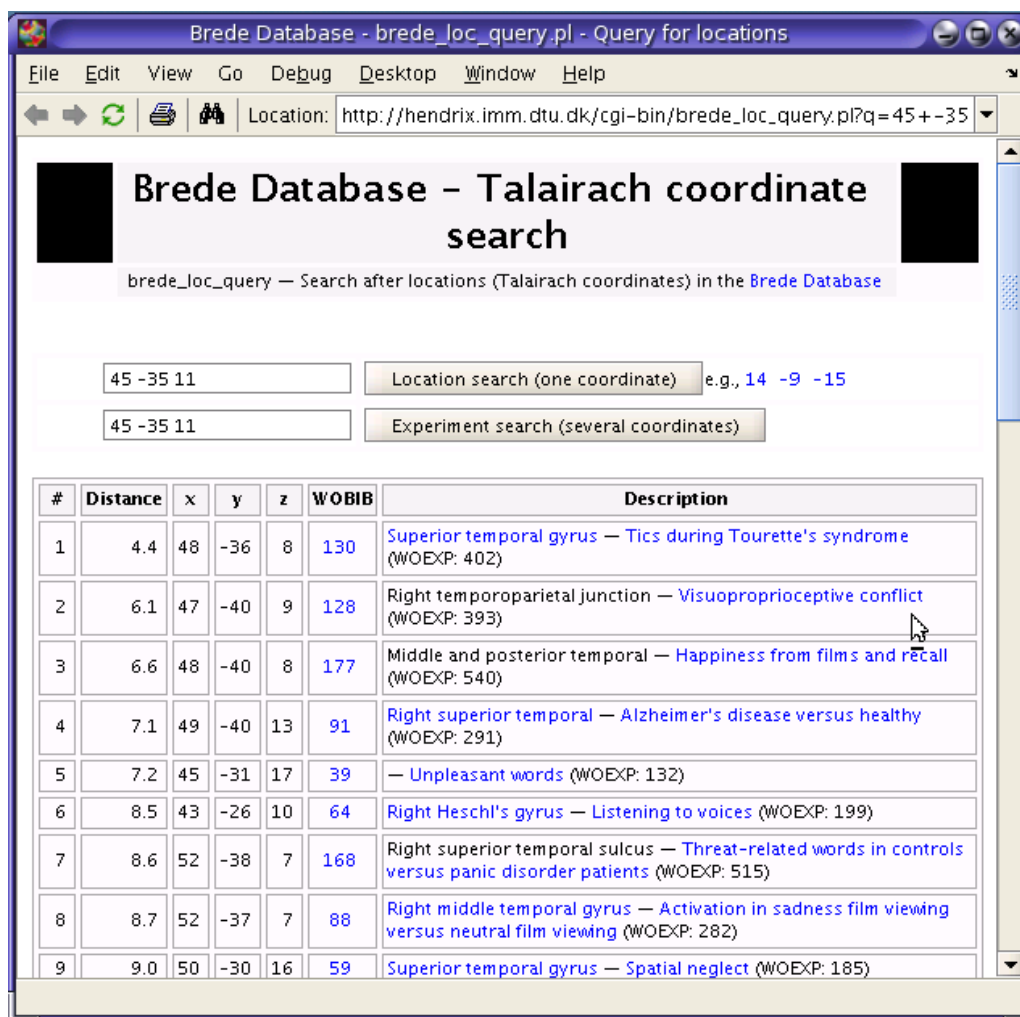 Brede Database - brede_loc_query.pl - Query for locations
File Edit View Go Debug Desktop Window Help
Location: http://hendrix.imm.dtu.dk/cgi-bin/brede_loc_query.pl?q=45+-35
Brede Database – Talairach coordinate
search
brede_loc_query — Search after locations (Talairach coordinates) in the Brede Database
45 -35 11 Location search (one coordinate) e.g., 14 -9 -15
45 -35 11 Experiment search (several coordinates)
# Distance x y z WOBIB Description
1 4.4 48 -36 8 130 Superior temporal gyrus — Tics during Tourette's syndrome
(WOEXP: 402)
2 6.1 47 -40 9 128 Right temporoparietal junction — Visuoproprioceptive conflict
(WOEXP: 393)
3 6.6 48 -40 8 177 Middle and posterior temporal — Happiness from films and recall
(WOEXP: 540)
4 7.1 49 -40 13 91 Right superior temporal — Alzheimer's disease versus healthy
(WOEXP: 291)
5 7.2 45 -31 17 39 — Unpleasant words (WOEXP: 132)
6 8.5 43 -26 10 64 Right Heschl's gyrus — Listening to voices (WOEXP: 199)
7 8.6 52 -38 7 168 Right superior temporal sulcus — Threat-related words in controls
versus panic disorder patients (WOEXP: 515)
8 8.7 52 -37 7 88 Right middle temporal gyrus — Activation in sadness film viewing
versus neutral film viewing (WOEXP: 282)
9 9.0 50 -30 16 59 Superior temporal gyrus — Spatial neglect (WOEXP: 185)